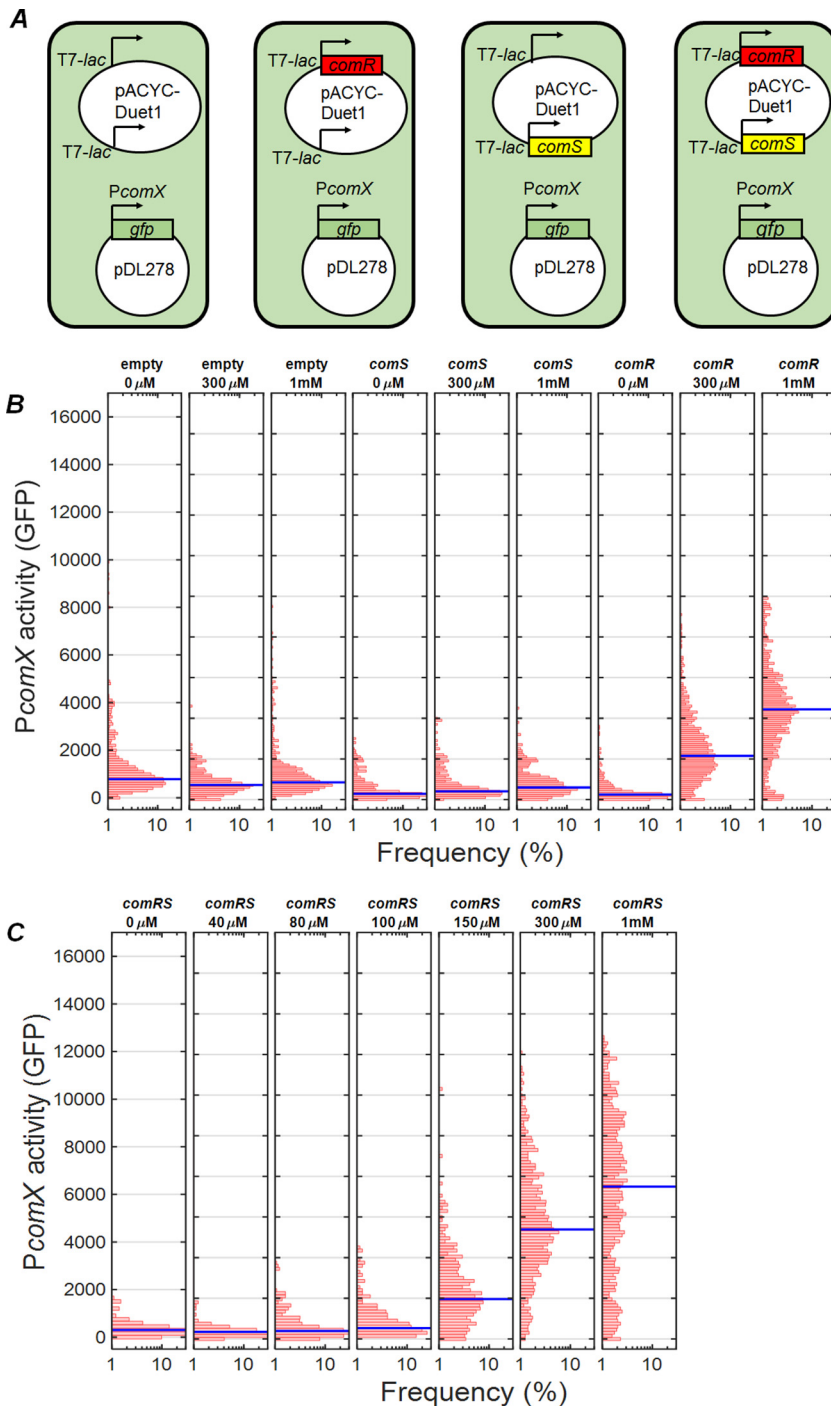 A
T7-lac
pACYC-
Duet1
T7-lac
PcomX
gfp
pDL278
T7-lac
comR
pACYC-
Duet1
T7-lac
PcomX
gfp
pDL278
T7-lac
pACYC-
Duet1
T7-lac
comS
PcomX
gfp
pDL278
T7-lac
comR
pACYC-
Duet1
T7-lac
comS
PcomX
gfp
pDL278
B
empty empty empty comS comS comS comR comR comR
0 μM 300 μM 1mM 0 μM 300 μM 1mM 0 μM 300 μM 1mM
16000
14000
12000
10000
8000
6000
4000
2000
0
PcomX activity (GFP)
1 10 1 10 1 10 1 10 1 10 1 10 1 10 1 10 1 10
Frequency (%)
C
comRS comRS comRS comRS comRS comRS comRS
0 μM 40 μM 80 μM 100 μM 150 μM 300 μM 1mM
16000
14000
12000
10000
8000
6000
4000
2000
0
PcomX activity (GFP)
1 10 1 10 1 10 1 10 1 10 1 10 1 10
Frequency (%)